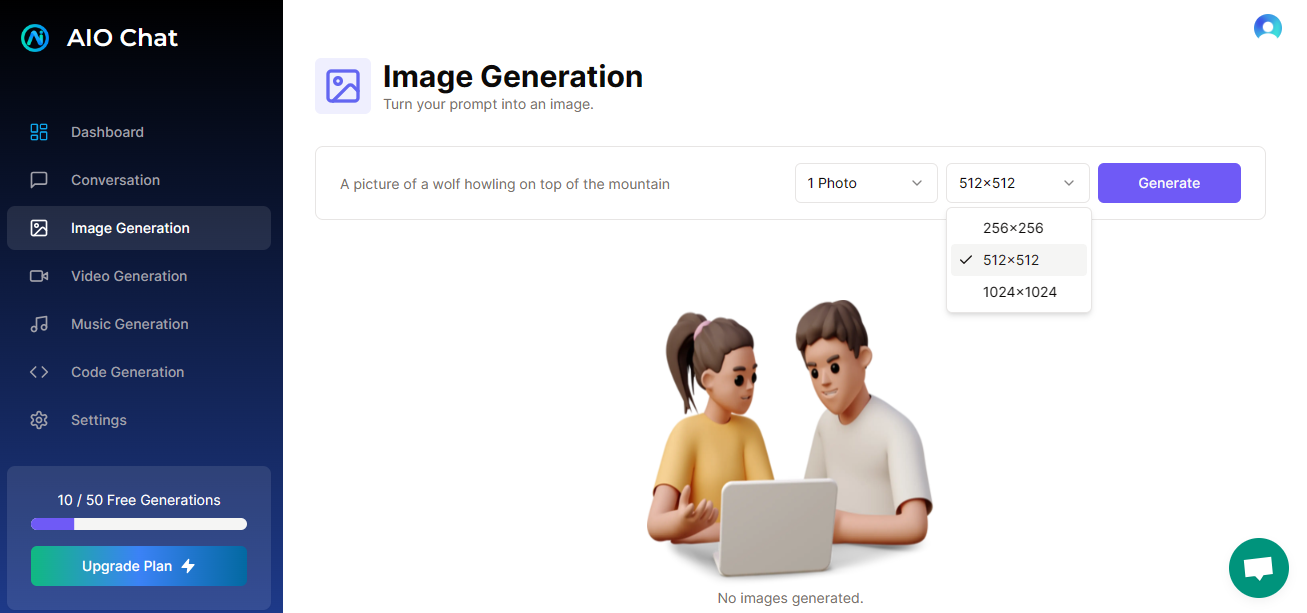 AIO Chat
Dashboard
Conversation
Image Generation
Video Generation
Music Generation
Code Generation
Settings
10 / 50 Free Generations
Upgrade Plan
Image Generation
Turn your prompt into an image.
A picture of a wolf howling on top of the mountain
1 Photo
512×512
Generate
256×256
512×512
1024×1024
No images generated.